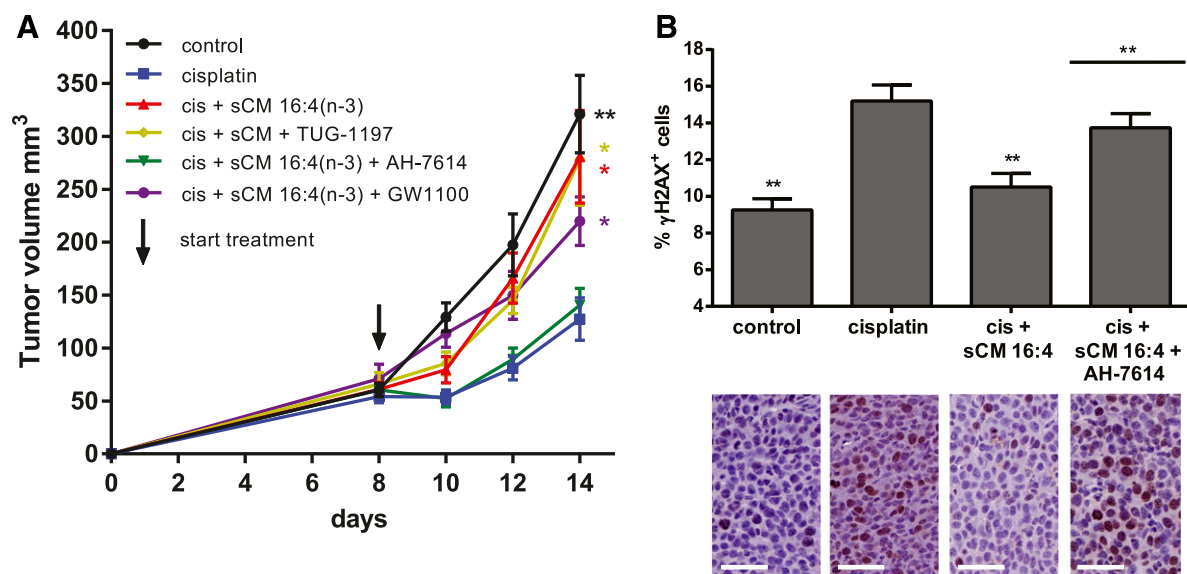 A
400
350
300
250
200
150
100
50
0
Tumor volume mm³
control
cisplatin
cis + sCM 16:4(n-3)
cis + sCM + TUG-1197
cis + sCM 16:4(n-3) + AH-7614
cis + sCM 16:4(n-3) + GW1100
start treatment
**
*
*
*
0 2 4 6 8 10 12 14
days
B
18
16
14
12
10
8
6
4
% γH2AX⁺ cells
**
**
**
control
cisplatin
cis +
sCM 16:4
cis +
sCM 16:4 +
AH-7614